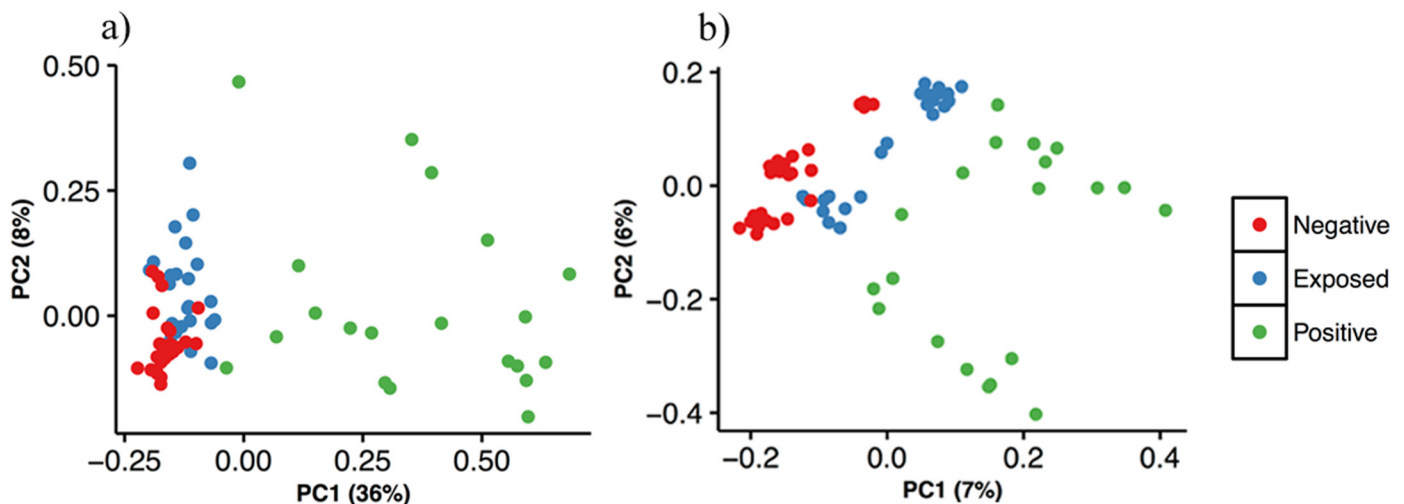 a)
0.50
0.25
0.00
PC2 (8%)
−0.25 0.00 0.25 0.50
PC1 (36%)
b)
0.2
0.0
−0.2
−0.4
PC2 (6%)
−0.2 0.0 0.2 0.4
PC1 (7%)
Negative
Exposed
Positive